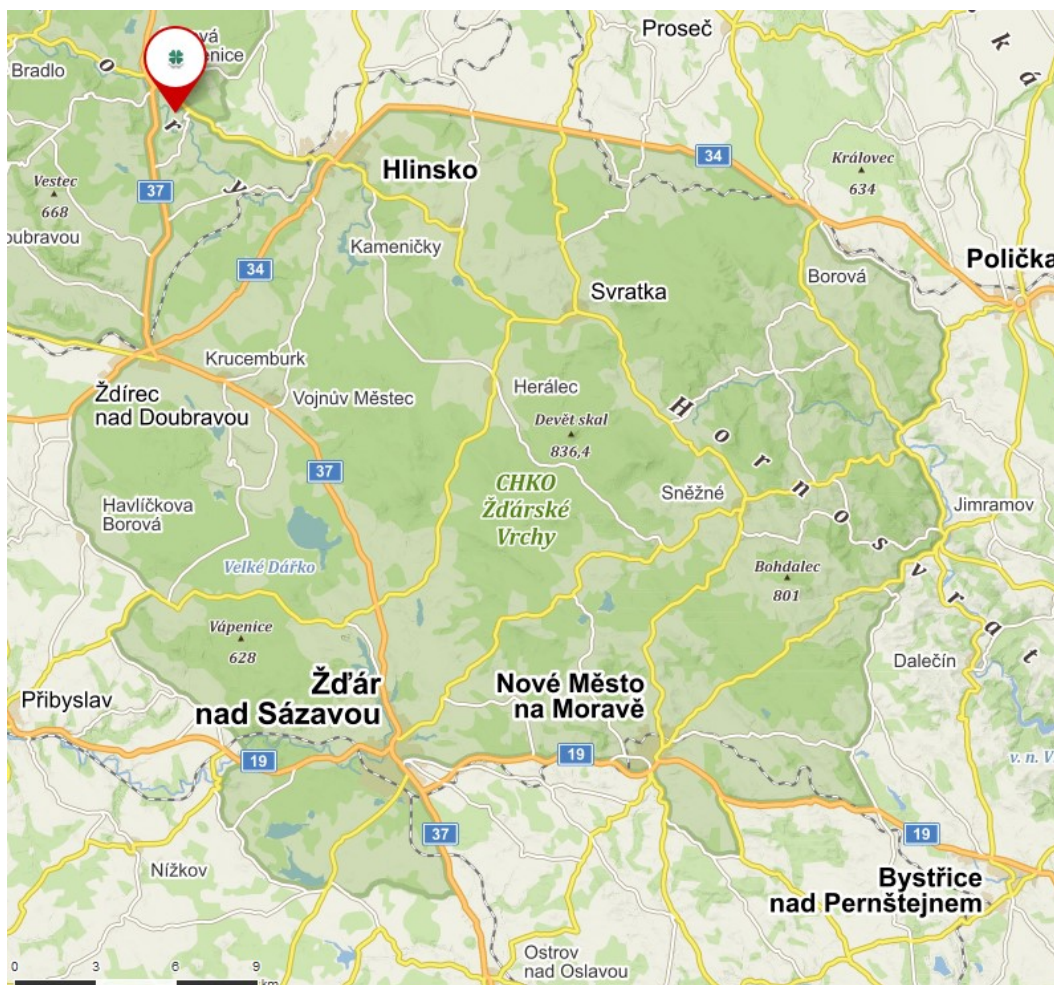 Proseč
Bradlo
34
Královec
634
Hlinsko
Vestec
668
37
oubravou
Kameničky
Polička
34
Borová
Svratka
Krucemburk
Herálec
Ždírec
nad Doubravou
Vojnův Městec
Devět skal
836,4
37
CHKO
Žďárské
Vrchy
Sněžné
Havlíčkova
Borová
Jimramov
Velké Dářko
Bohdalec
801
Vápenice
628
H o r n o s v r a t
k á
o r y
Dalečín
Žďár
nad Sázavou
Nové Město
na Moravě
Přibyslav
19
19
37
19
Nížkov
Bystřice
nad Pernštejnem
Ostrov
nad Oslavou
0 3 6 9
km